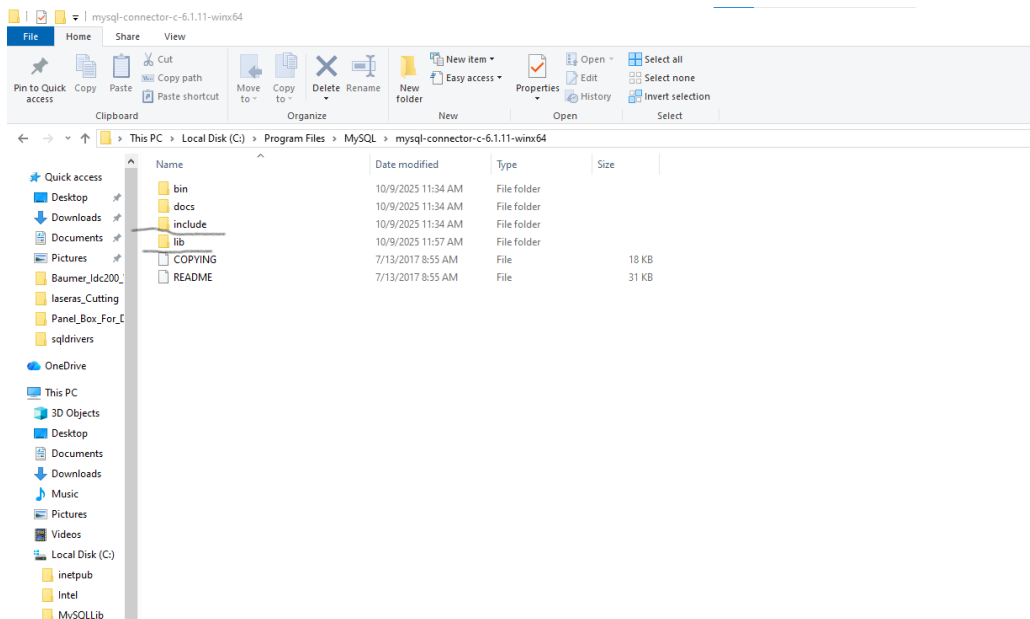 mysql-connector-c-6.1.11-winx64
File Home Share View
Pin to Quick access
Copy
Paste
Cut
Copy path
Paste shortcut
Clipboard
Move to
Copy to
Delete
Rename
Organize
New folder
New item
Easy access
New
Properties
Open
Edit
History
Open
Select all
Select none
Invert selection
Select
This PC > Local Disk (C:) > Program Files > MySQL > mysql-connector-c-6.1.11-winx64
Quick access
Desktop
Downloads
Documents
Pictures
Baumer_ldc200_
laseras_Cutting
Panel_Box_For_D
sqldrivers
OneDrive
This PC
3D Objects
Desktop
Documents
Downloads
Music
Pictures
Videos
Local Disk (C:)
inetpub
Intel
MySQLLib
Name Date modified Type Size
bin 10/9/2025 11:34 AM File folder
docs 10/9/2025 11:34 AM File folder
include 10/9/2025 11:34 AM File folder
lib 10/9/2025 11:57 AM File folder
COPYING 7/13/2017 8:55 AM File 18 KB
README 7/13/2017 8:55 AM File 31 KB